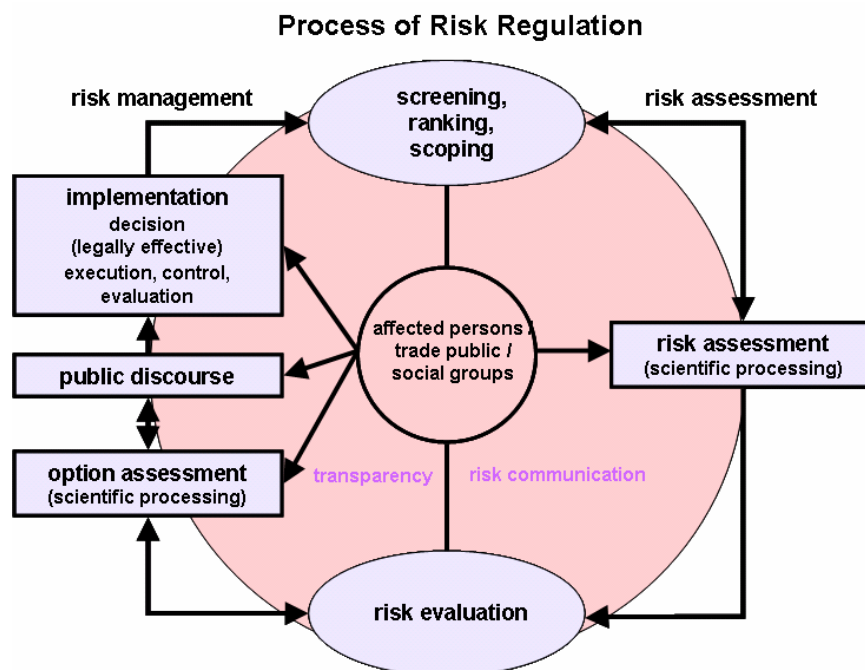 Process of Risk Regulation
risk management
screening,
ranking,
scoping
risk assessment
implementation
decision
(legally effective)
execution, control,
evaluation
affected persons /
trade public /
social groups
risk assessment
(scientific processing)
public discourse
option assessment
(scientific processing)
transparency
risk communication
risk evaluation